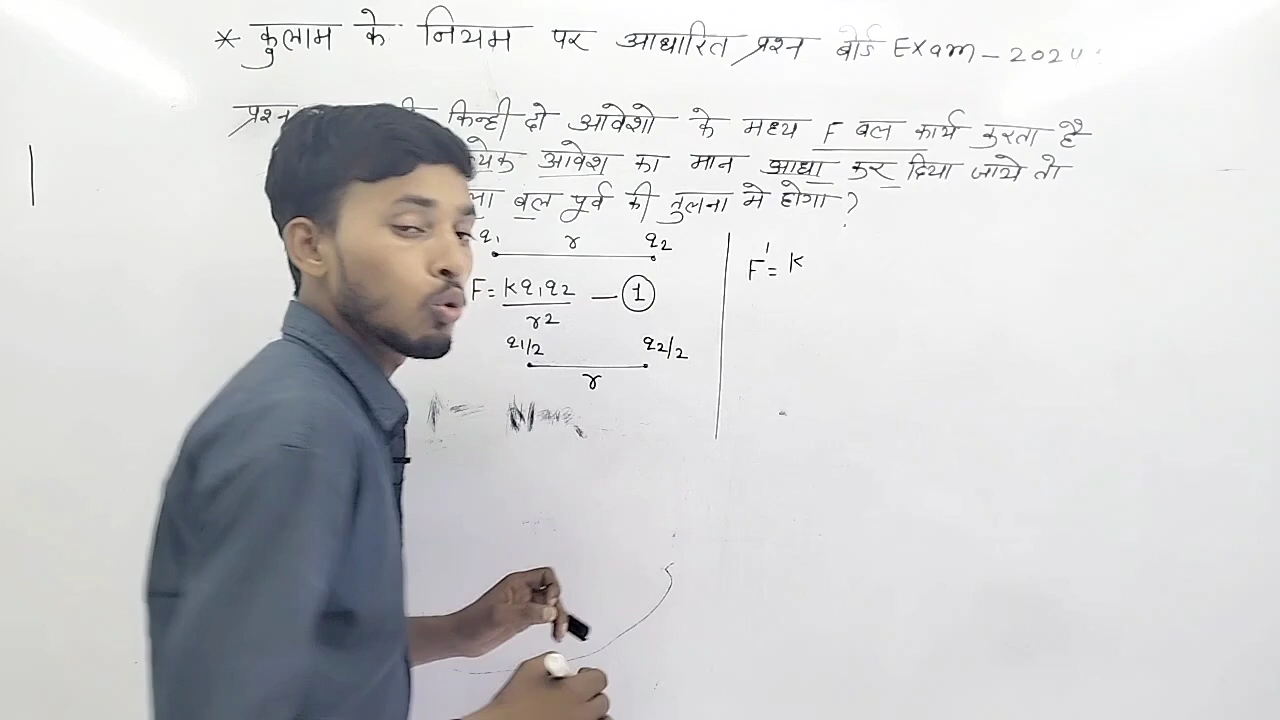 * कुलाम के नियम पर आधारित प्रश्न बोर्ड Exam - 2024
प्रश्न किन्ही दो आवेशो के मध्य F बल कार्य करता है
आवेश का मान आधा कर दिया जाये तो
बल पूर्व की तुलना मे होगा ?
q1 r q2
F = Kq1q2 / r2 — ①
q1/2 q2/2
r
F' = K